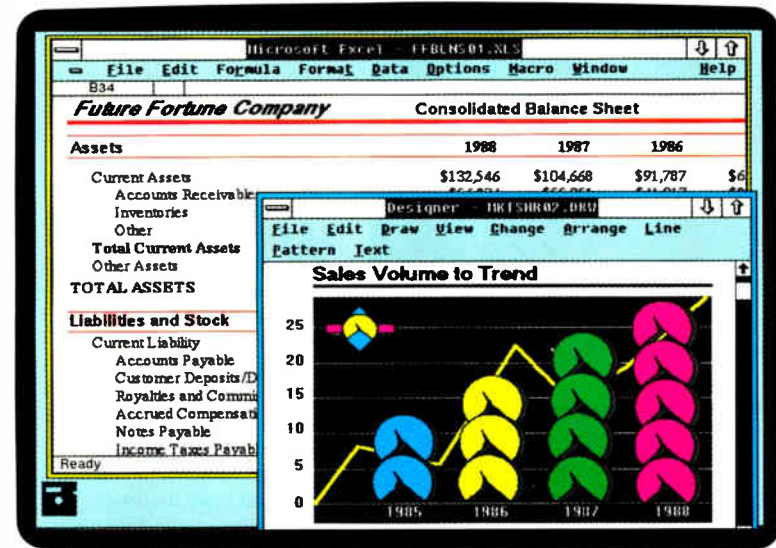 Microsoft Excel - FFBLNS01.XLS
File Edit Formula Format Data Options Macro Window Help
B34
Future Fortune Company Consolidated Balance Sheet
Assets 1988 1987 1986
Current Assets $132,546 $104,668 $91,787 $6
Accounts Receivables
Inventories
Other
Total Current Assets
Other Assets
TOTAL ASSETS
Liabilities and Stock
Current Liability
Accounts Payable
Customer Deposits/D
Royalties and Commi
Accrued Compensati
Notes Payable
Income Taxes Payabl
Ready
Designer - MKTSHR02.DRW
File Edit Draw View Change Arrange Line
Pattern Text
Sales Volume to Trend
25
20
15
10
5
0
1985 1986 1987 1988